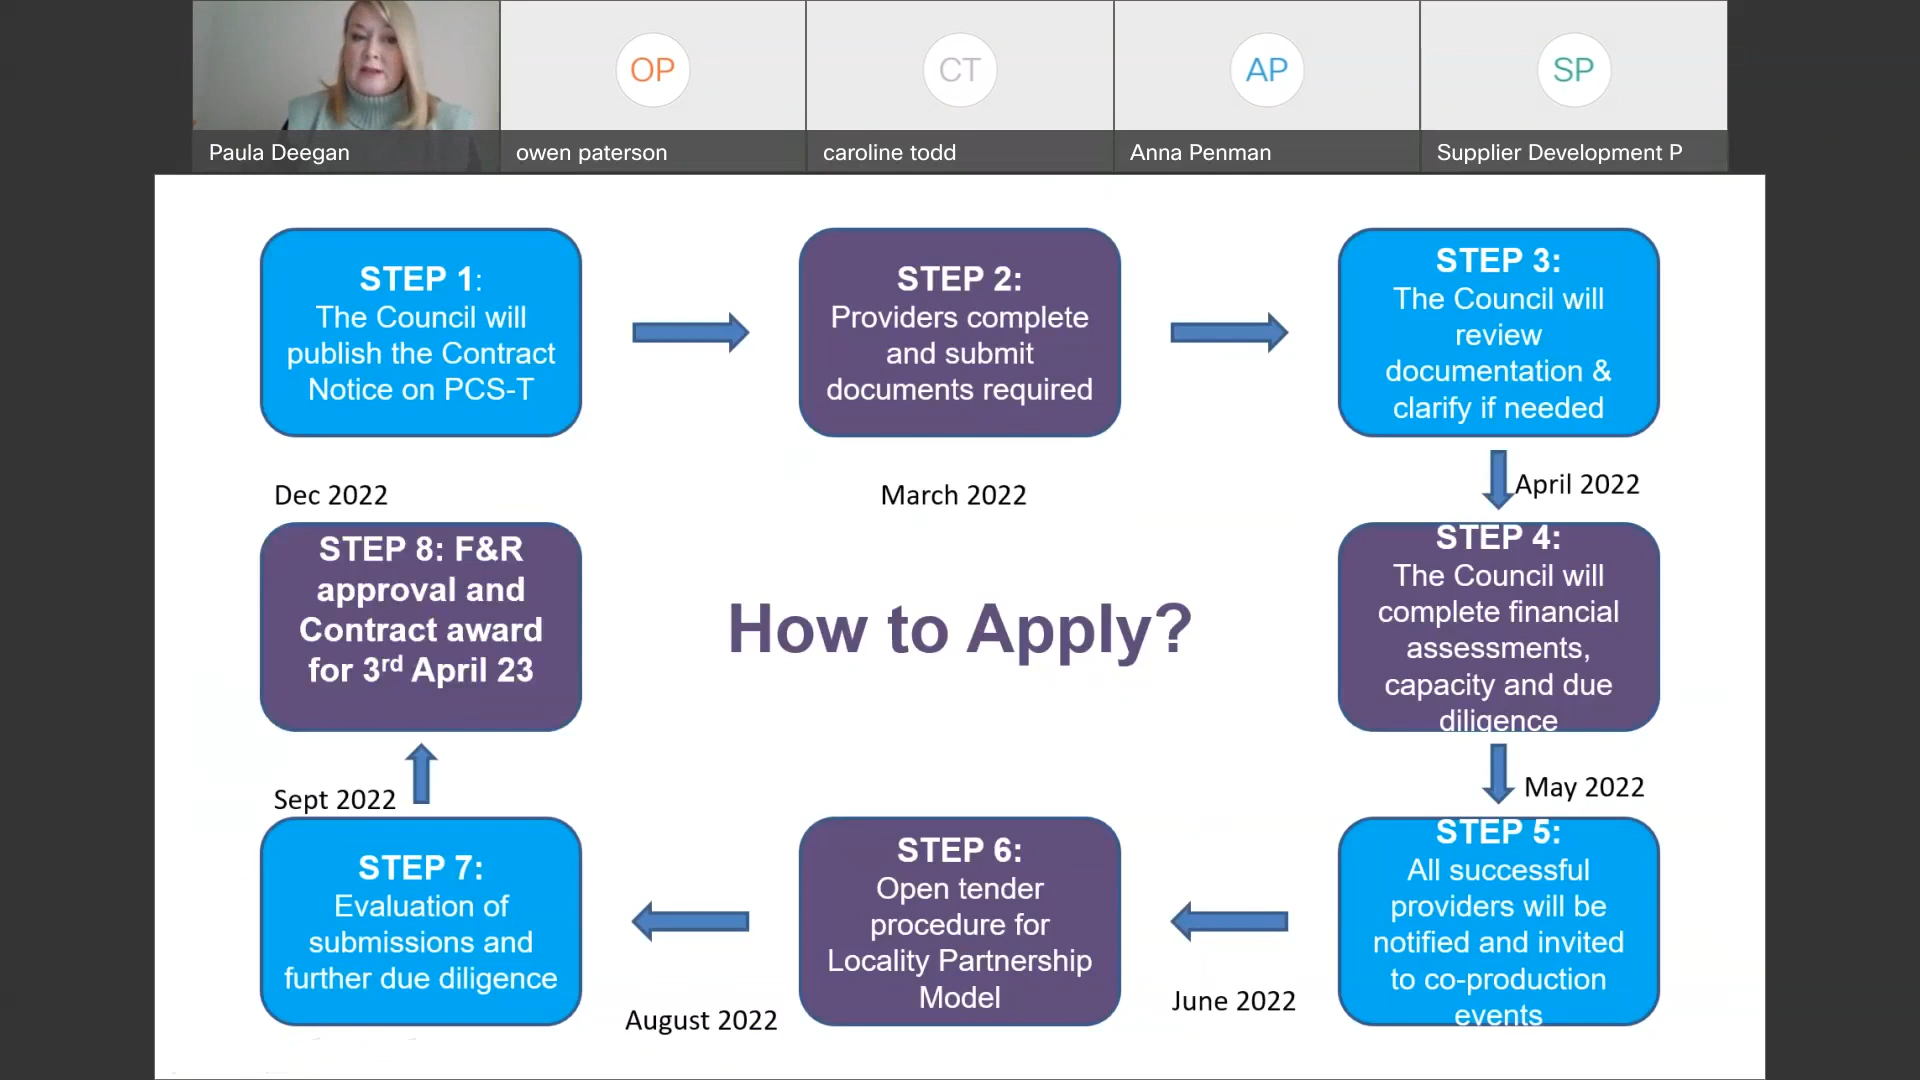 OP
CT
AP
SP
Paula Deegan
owen paterson
caroline todd
Anna Penman
Supplier Development P
STEP 1:
The Council will
publish the Contract
Notice on PCS-T
STEP 2:
Providers complete
and submit
documents required
STEP 3:
The Council will
review
documentation &
clarify if needed
Dec 2022
March 2022
April 2022
STEP 8: F&R
approval and
Contract award
for 3rd April 23
How to Apply?
STEP 4:
The Council will
complete financial
assessments,
capacity and due
diligence
Sept 2022
May 2022
STEP 7:
Evaluation of
submissions and
further due diligence
August 2022
STEP 6:
Open tender
procedure for
Locality Partnership
Model
June 2022
STEP 5:
All successful
providers will be
notified and invited
to co-production
events